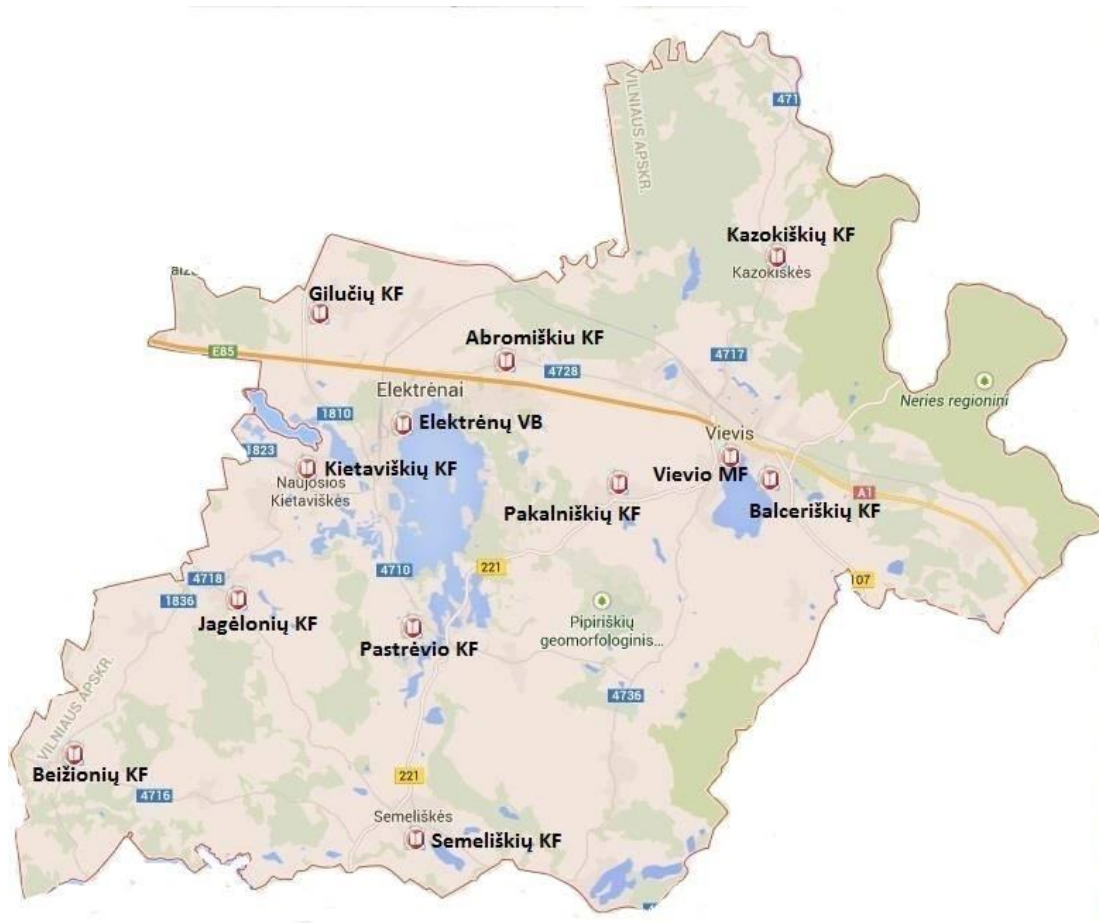 VILNIAUS APSKR.
4717
Kazokiškių KF
Kazokiškės
Gilučių KF
Abromiškiu KF
E85
4728
4717
Elektrėnai
Neries regionini
1810
Elektrėnų VB
Vievis
1823
Kietaviškių KF
Vievio MF
Naujosios
Kietaviškės
Pakalniškių KF
Balceriškių KF
A1
221
4710
4718
107
1836
Jagėlonių KF
Pipiriškių
geomorfologinis...
Pastrėvio KF
4736
VILNIAUS APSKR.
Beižionių KF
221
4716
Semeliškės
Semeliškių KF